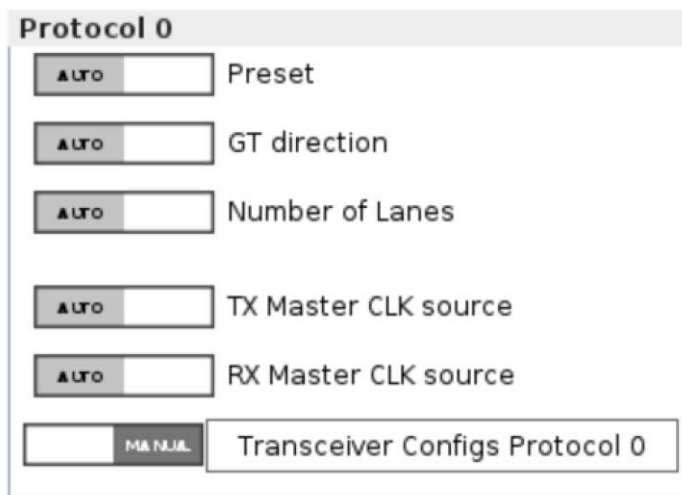 Protocol 0
AUTO Preset
AUTO GT direction
AUTO Number of Lanes
AUTO TX Master CLK source
AUTO RX Master CLK source
MANUAL Transceiver Configs Protocol 0